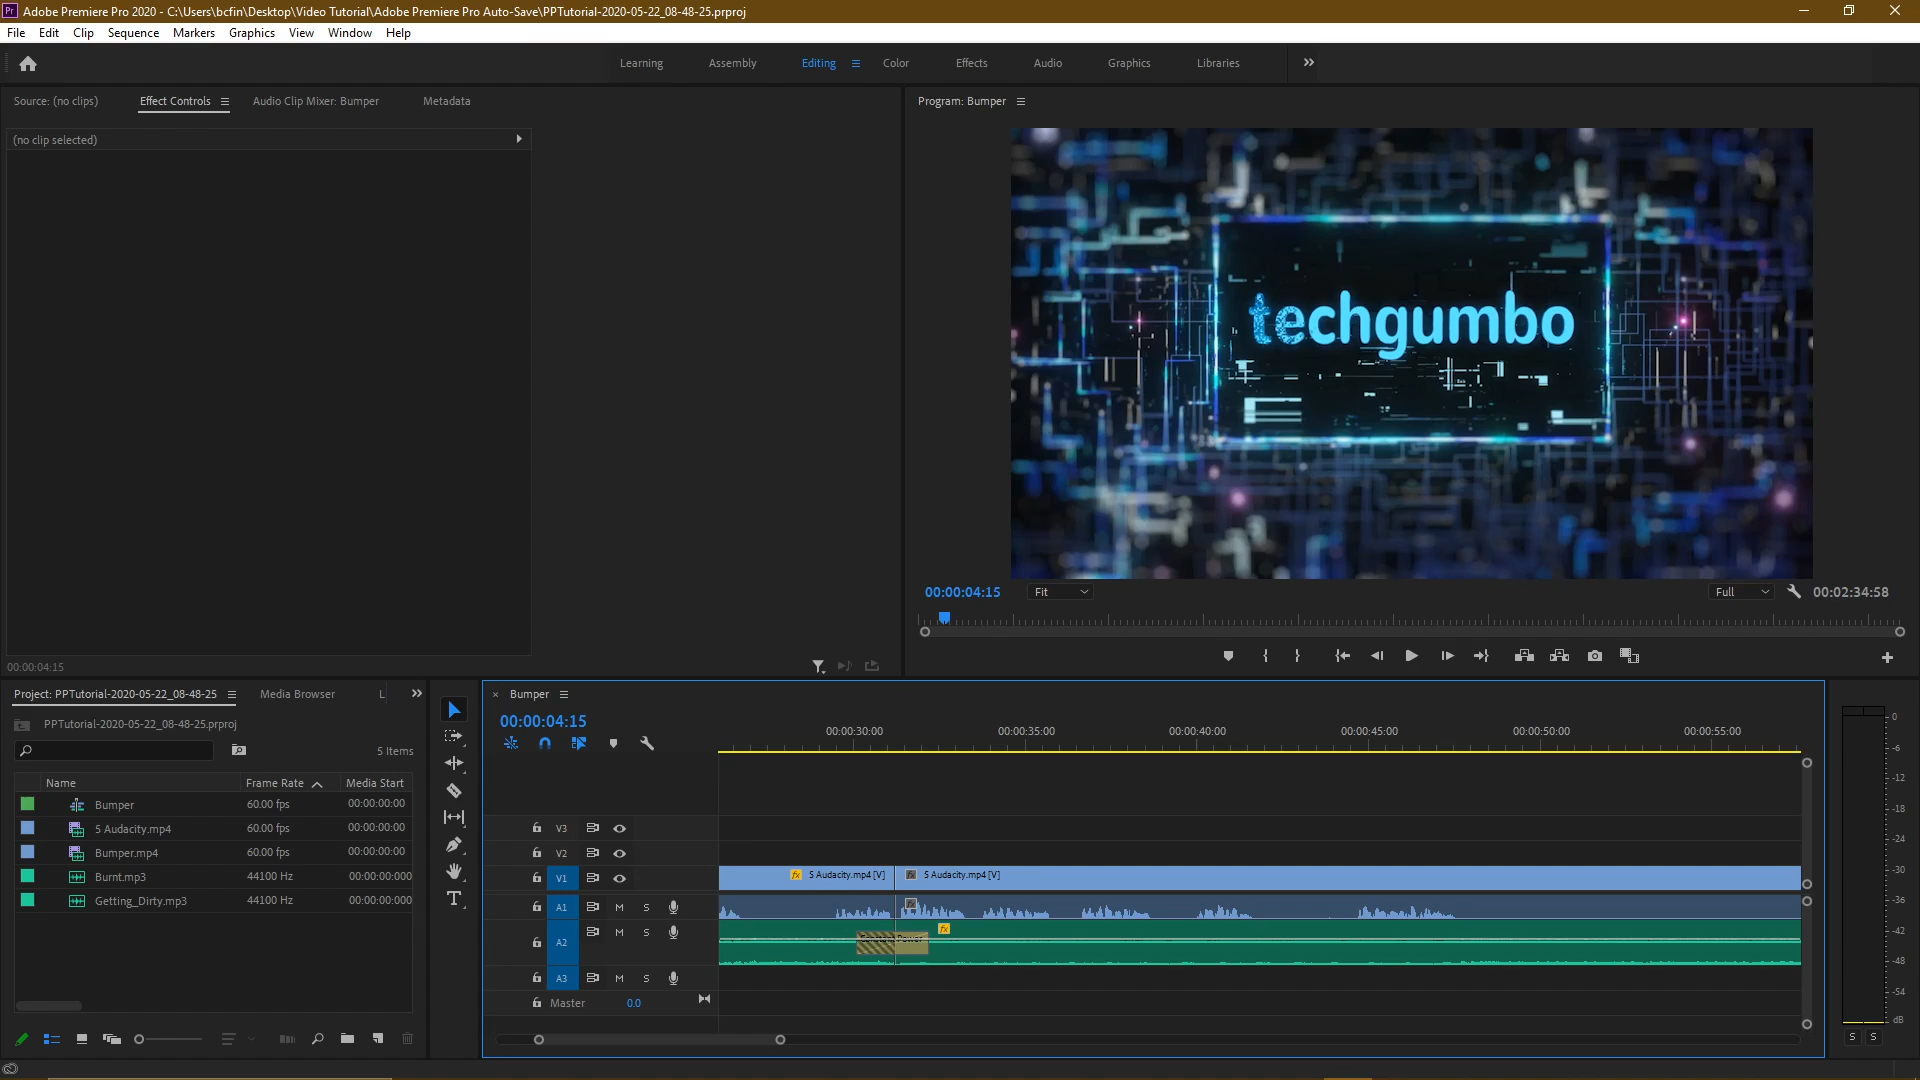 Pr Adobe Premiere Pro 2020 - C:\Users\bcfin\Desktop\Video Tutorial\Adobe Premiere Pro Auto-Save\PPTutorial-2020-05-22_08-48-25.prproj
File Edit Clip Sequence Markers Graphics View Window Help
Learning Assembly Editing Color Effects Audio Graphics Libraries
Source: (no clips) Effect Controls Audio Clip Mixer: Bumper Metadata
Program: Bumper
(no clip selected)
techgumbo
00:00:04:15 Fit Full 00:02:34:58
00:00:04:15
Project: PPTutorial-2020-05-22_08-48-25 Media Browser L
PPTutorial-2020-05-22_08-48-25.prproj
5 Items
Name Frame Rate Media Start
Bumper 60.00 fps 00:00:00:00
5 Audacity.mp4 60.00 fps 00:00:00:00
Bumper.mp4 60.00 fps 00:00:00:00
Burnt.mp3 44100 Hz 00:00:00:000
Getting_Dirty.mp3 44100 Hz 00:00:00:000
× Bumper
00:00:04:15
00:00:30:00 00:00:35:00 00:00:40:00 00:00:45:00 00:00:50:00 00:00:55:00
V3
V2
V1 fx 5 Audacity.mp4 [V] fx 5 Audacity.mp4 [V]
A1 M S
A2 M S fx
Constant Power
A3 M S
Master 0.0
0
-6
-12
-18
-24
-30
-36
-42
-48
-54
dB
S S